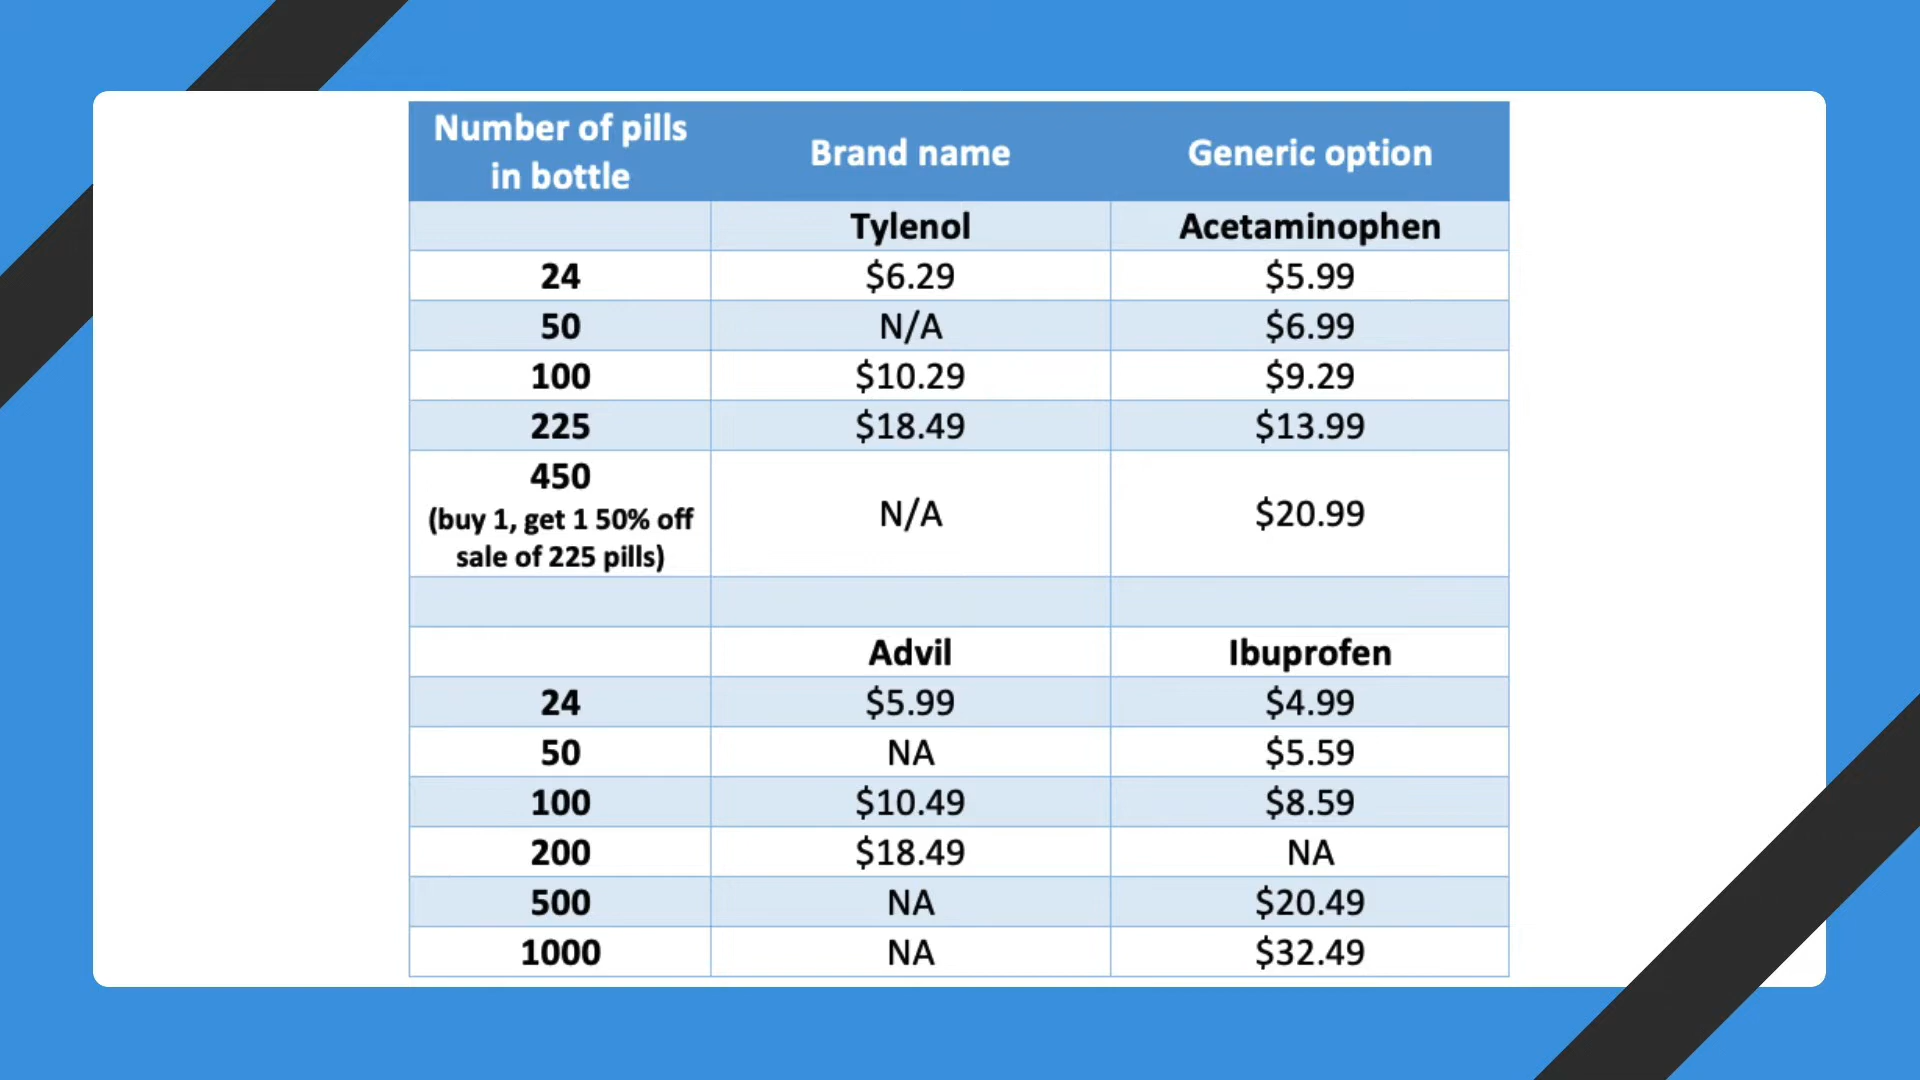 Number of pills in bottle Brand name Generic option
Tylenol Acetaminophen
24 $6.29 $5.99
50 N/A $6.99
100 $10.29 $9.29
225 $18.49 $13.99
450
(buy 1, get 1 50% off
sale of 225 pills) N/A $20.99
Advil Ibuprofen
24 $5.99 $4.99
50 NA $5.59
100 $10.49 $8.59
200 $18.49 NA
500 NA $20.49
1000 NA $32.49